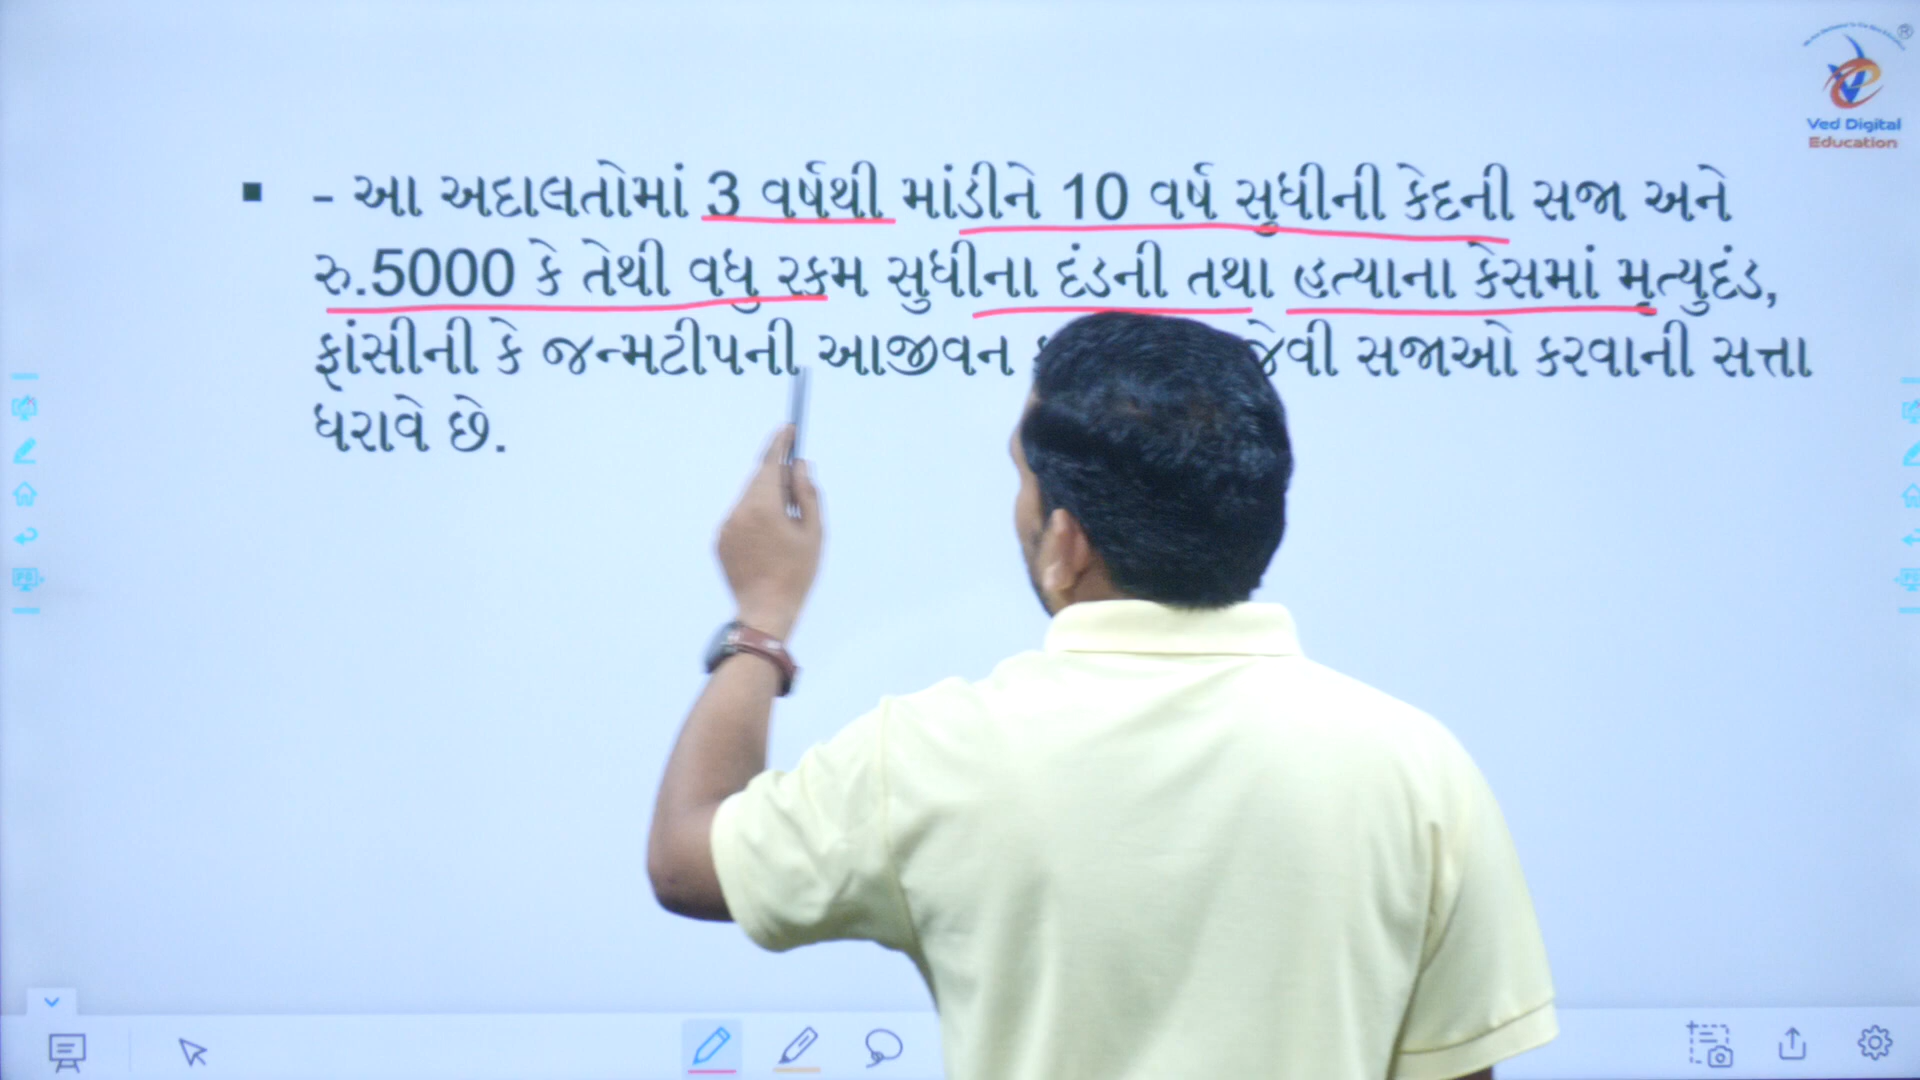 Ved Digital
Education
▪ - આ અદાલતોમાં 3 વર્ષથી માંડીને 10 વર્ષ સુધીની કેદની સજા અને
રુ.5000 કે તેથી વધુ રકમ સુધીના દંડની તથા હત્યાના કેસમાં મૃત્યુદંડ,
ફાંસીની કે જન્મટીપની આજીવન જેવી સજાઓ કરવાની સત્તા
ધરાવે છે.